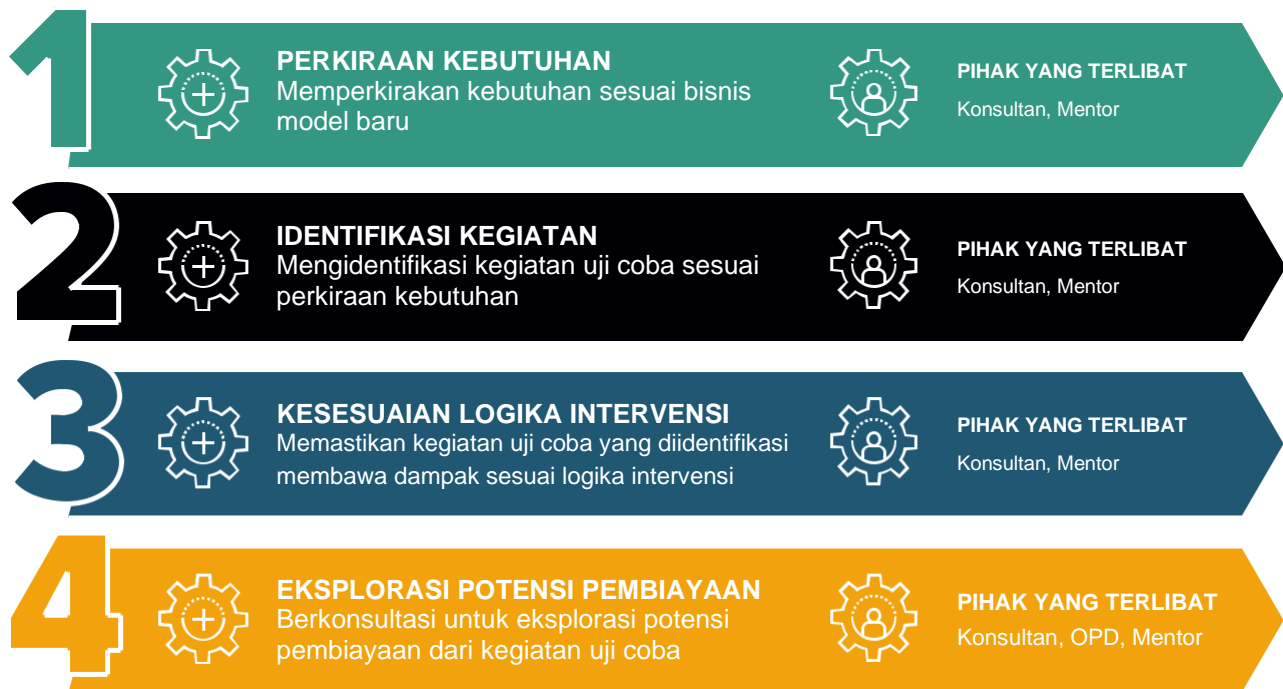 1
PERKIRAAN KEBUTUHAN
Memperkirakan kebutuhan sesuai bisnis
model baru
PIHAK YANG TERLIBAT
Konsultan, Mentor
2
IDENTIFIKASI KEGIATAN
Mengidentifikasi kegiatan uji coba sesuai
perkiraan kebutuhan
PIHAK YANG TERLIBAT
Konsultan, Mentor
3
KESESUAIAN LOGIKA INTERVENSI
Memastikan kegiatan uji coba yang diidentifikasi
membawa dampak sesuai logika intervensi
PIHAK YANG TERLIBAT
Konsultan, Mentor
4
EKSPLORASI POTENSI PEMBIAYAAN
Berkonsultasi untuk eksplorasi potensi
pembiayaan dari kegiatan uji coba
PIHAK YANG TERLIBAT
Konsultan, OPD, Mentor